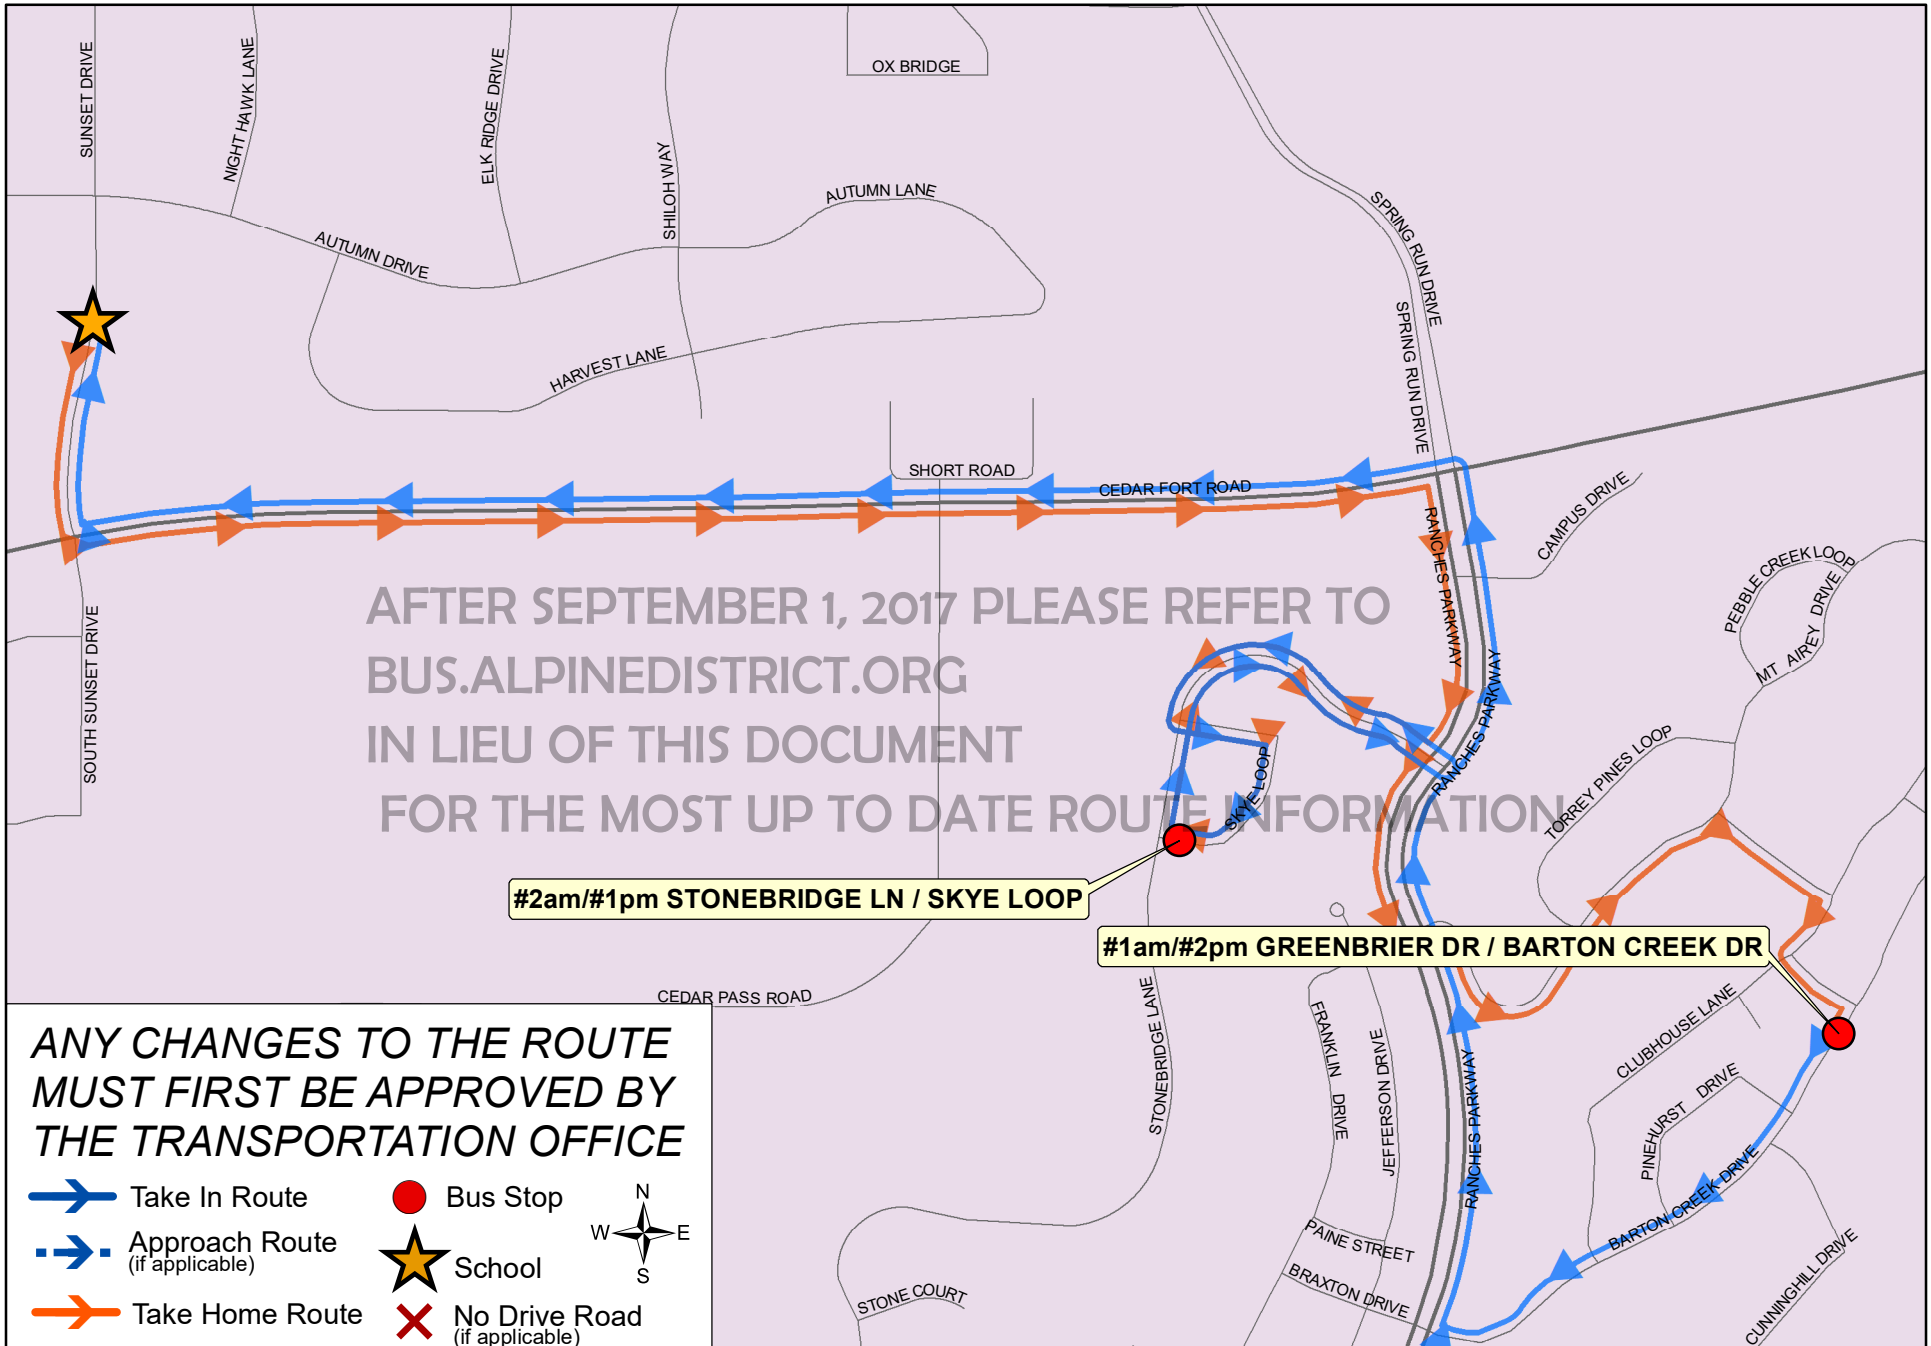 OX BRIDGE
SUNSET DRIVE
NIGHT HAWK LANE
ELK RIDGE DRIVE
SHILOH WAY
AUTUMN LANE
AUTUMN DRIVE
SPRING RUN DRIVE
SPRING RUN DRIVE
HARVEST LANE
SHORT ROAD
CEDAR FORT ROAD
CAMPUS DRIVE
RANCHES PARKWAY
PEBBLE CREEK LOOP
MT AIREY DRIVE
AFTER SEPTEMBER 1, 2017 PLEASE REFER TO
BUS.ALPINEDISTRICT.ORG
IN LIEU OF THIS DOCUMENT
FOR THE MOST UP TO DATE ROUTE INFORMATION
SOUTH SUNSET DRIVE
RANCHES PARKWAY
SKYE LOOP
TORREY PINES LOOP
#2am/#1pm STONEBRIDGE LN / SKYE LOOP
#1am/#2pm GREENBRIER DR / BARTON CREEK DR
CEDAR PASS ROAD
STONEBRIDGE LANE
FRANKLIN DRIVE
JEFFERSON DRIVE
RANCHES PARKWAY
CLUBHOUSE LANE
PINEHURST DRIVE
BARTON CREEK DRIVE
PAINE STREET
BRAXTON DRIVE
CUNNINGHILL DRIVE
STONE COURT
ANY CHANGES TO THE ROUTE
MUST FIRST BE APPROVED BY
THE TRANSPORTATION OFFICE
Take In Route
Approach Route
(if applicable)
Take Home Route
Bus Stop
School
No Drive Road
(if applicable)
N
W E
S